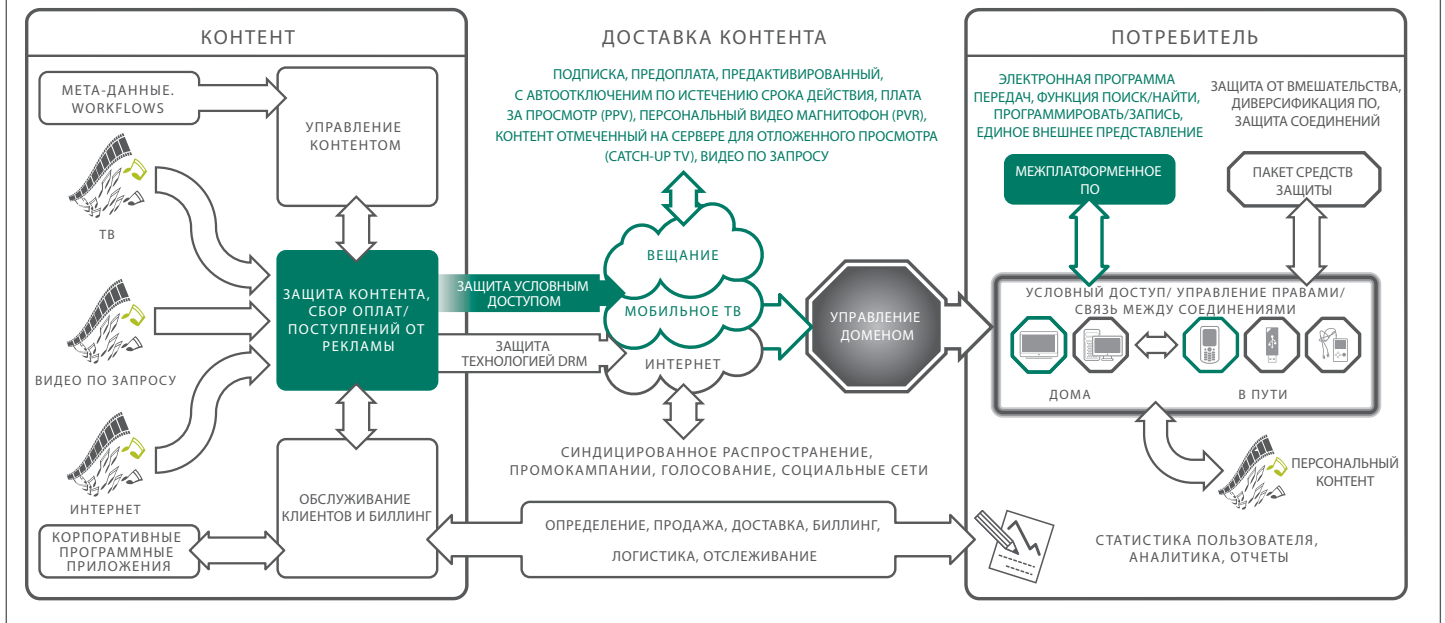 КОНТЕНТ
МЕТА-ДАННЫЕ.
WORKFLOWS
УПРАВЛЕНИЕ
КОНТЕНТОМ
ТВ
ЗАЩИТА КОНТЕНТА,
СБОР ОПЛАТ/
ПОСТУПЛЕНИЙ ОТ
РЕКЛАМЫ
ВИДЕО ПО ЗАПРОСУ
ИНТЕРНЕТ
ОБСЛУЖИВАНИЕ
КЛИЕНТОВ И БИЛЛИНГ
КОРПОРАТИВНЫЕ
ПРОГРАММНЫЕ
ПРИЛОЖЕНИЯ
ДОСТАВКА КОНТЕНТА
ПОДПИСКА, ПРЕДОПЛАТА, ПРЕДАКТИВИРОВАННЫЙ,
С АВТООТКЛЮЧЕНИМ ПО ИСТЕЧЕНИЮ СРОКА ДЕЙСТВИЯ, ПЛАТА
ЗА ПРОСМОТР (PPV), ПЕРСОНАЛЬНЫЙ ВИДЕО МАГНИТОФОН (PVR),
КОНТЕНТ ОТМЕЧЕННЫЙ НА СЕРВЕРЕ ДЛЯ ОТЛОЖЕННОГО ПРОСМОТРА
(CATCH-UP TV), ВИДЕО ПО ЗАПРОСУ
ВЕЩАНИЕ
ЗАЩИТА УСЛОВНЫМ
ДОСТУПОМ
МОБИЛЬНОЕ ТВ
ЗАЩИТА
ТЕХНОЛОГИЕЙ DRM
ИНТЕРНЕТ
УПРАВЛЕНИЕ
ДОМЕНОМ
СИНДИЦИРОВАННОЕ РАСПРОСТРАНЕНИЕ,
ПРОМОКАМПАНИИ, ГОЛОСОВАНИЕ, СОЦИАЛЬНЫЕ СЕТИ
ОПРЕДЕЛЕНИЕ, ПРОДАЖА, ДОСТАВКА, БИЛЛИНГ,
ЛОГИСТИКА, ОТСЛЕЖИВАНИЕ
ПОТРЕБИТЕЛЬ
ЭЛЕКТРОННАЯ ПРОГРАММА
ПЕРЕДАЧ, ФУНКЦИЯ ПОИСК/НАЙТИ,
ПРОГРАММИРОВАТЬ/ЗАПИСЬ,
ЕДИНОЕ ВНЕШНЕЕ ПРЕДСТАВЛЕНИЕ
ЗАЩИТА ОТ ВМЕШАТЕЛЬСТВА,
ДИВЕРСИФИКАЦИЯ ПО,
ЗАЩИТА СОЕДИНЕНИЙ
МЕЖПЛАТФОРМЕННОЕ
ПО
ПАКЕТ СРЕДСТВ
ЗАЩИТЫ
УСЛОВНЫЙ ДОСТУП/ УПРАВЛЕНИЕ ПРАВАМИ/
СВЯЗЬ МЕЖДУ СОЕДИНЕНИЯМИ
ДОМА
В ПУТИ
ПЕРСОНАЛЬНЫЙ
КОНТЕНТ
СТАТИСТИКА ПОЛЬЗОВАТЕЛЯ,
АНАЛИТИКА, ОТЧЕТЫ